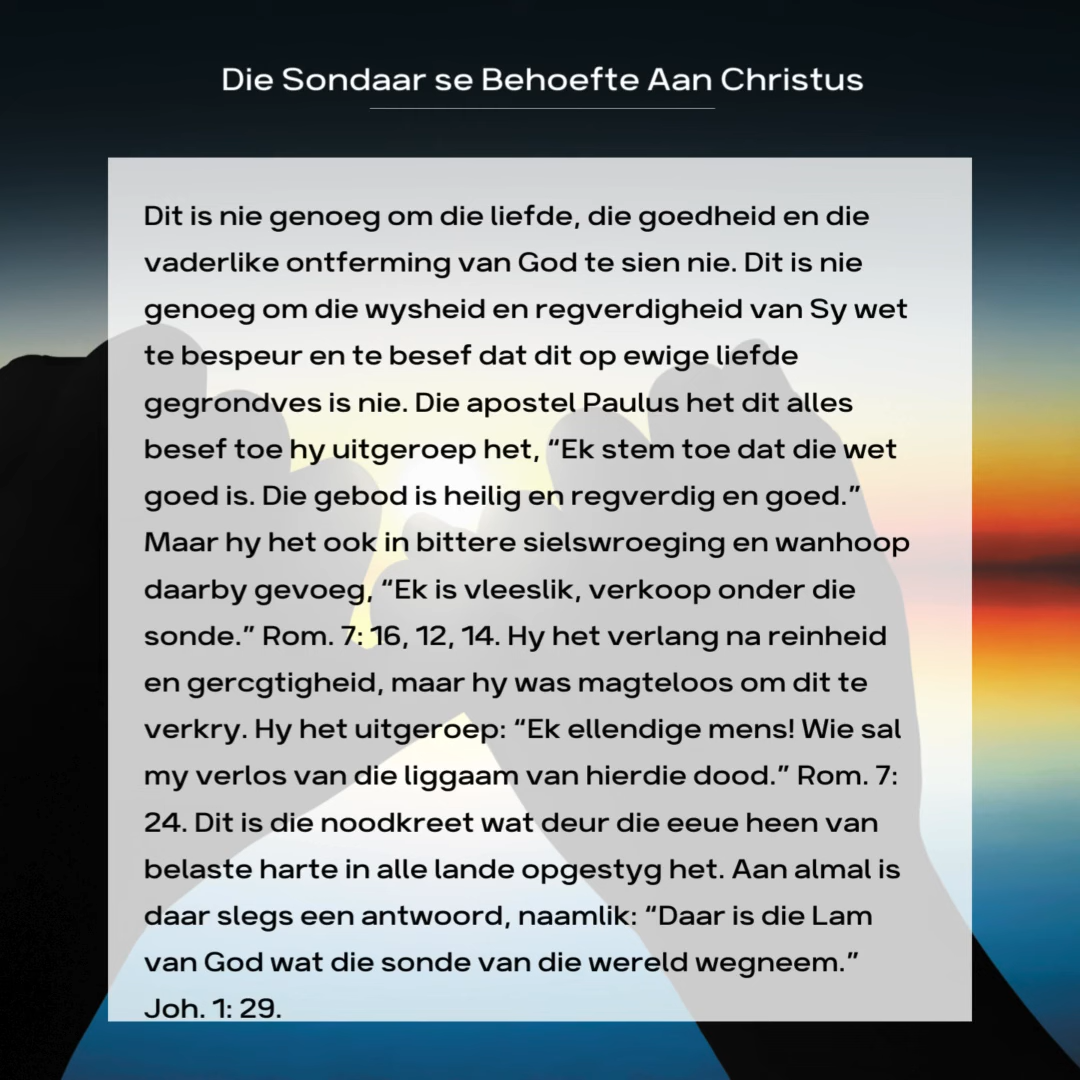 Die Sondaar se Behoefte Aan Christus
Dit is nie genoeg om die liefde, die goedheid en die
vaderlike ontferming van God te sien nie. Dit is nie
genoeg om die wysheid en regverdigheid van Sy wet
te bespeur en te besef dat dit op ewige liefde
gegrondves is nie. Die apostel Paulus het dit alles
besef toe hy uitgeroep het, “Ek stem toe dat die wet
goed is. Die gebod is heilig en regverdig en goed.”
Maar hy het ook in bittere sielswroeging en wanhoop
daarby gevoeg, “Ek is vleeslik, verkoop onder die
sonde.” Rom. 7: 16, 12, 14. Hy het verlang na reinheid
en gercgtigheid, maar hy was magteloos om dit te
verkry. Hy het uitgeroep: “Ek ellendige mens! Wie sal
my verlos van die liggaam van hierdie dood.” Rom. 7:
24. Dit is die noodkreet wat deur die eeue heen van
belaste harte in alle lande opgestyg het. Aan almal is
daar slegs een antwoord, naamlik: “Daar is die Lam
van God wat die sonde van die wereld wegneem.”
Joh. 1: 29.